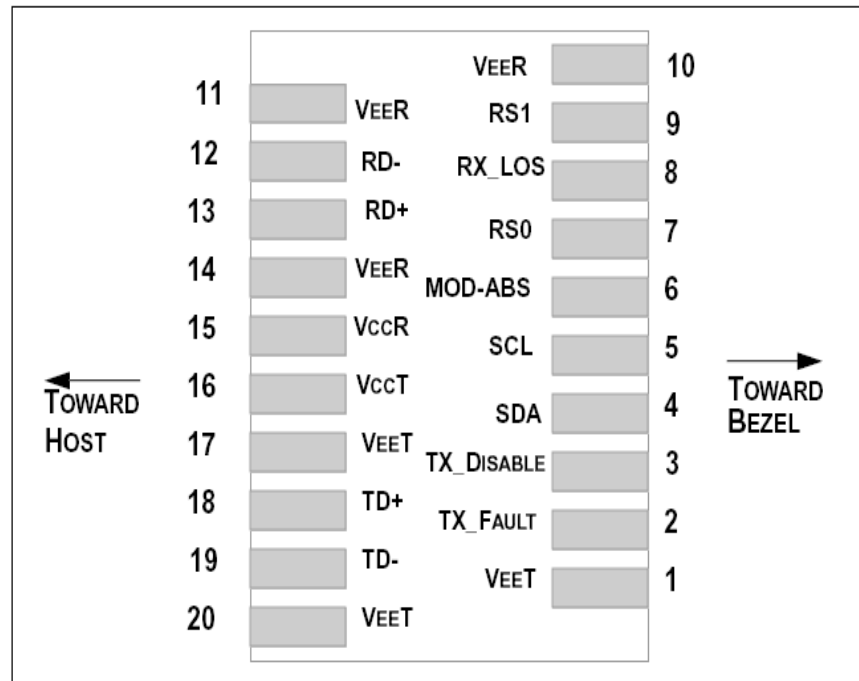 VEER 10
11 VEER
RS1 9
12 RD-
RX_LOS 8
13 RD+
RS0 7
14 VEER
MOD-ABS 6
15 VCCR
SCL 5
16 VCCT
TOWARD HOST
TOWARD BEZEL
SDA 4
17 VEET
TX_DISABLE 3
18 TD+
TX_FAULT 2
19 TD-
VEET 1
20 VEET